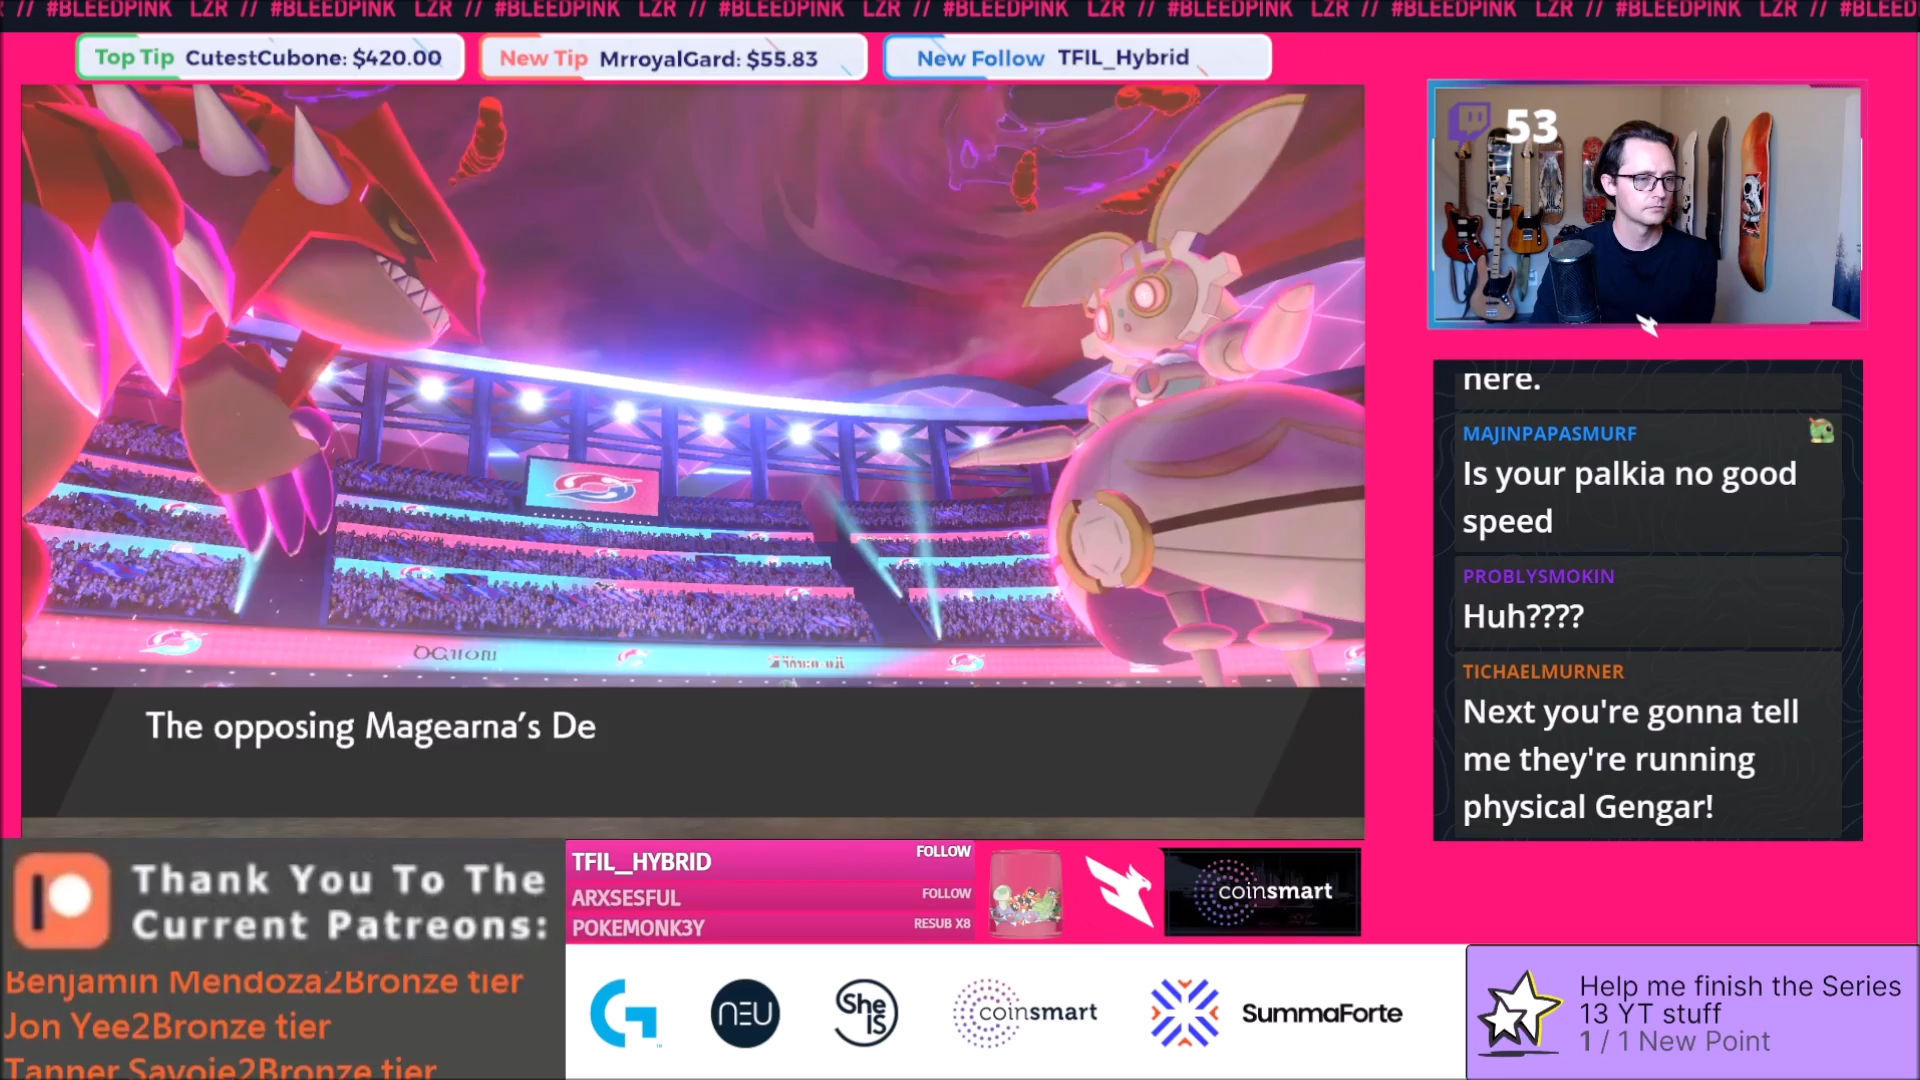 // #BLEEDPINK LZR // #BLEEDPINK LZR // #BLEEDPINK LZR // #BLEEDPINK LZR // #BLEEDPINK LZR // #BLEEDPINK LZR // #BLEEDPINK LZR // #BLEEDPINK LZR // #BLEED
Top Tip CutestCubone: $420.00
New Tip MrroyalGard: $55.83
New Follow TFIL_Hybrid
53
here.
MAJINPAPASMURF
Is your palkia no good
speed
PROBLYSMOKIN
Huh????
TICHAELMURNER
Next you're gonna tell
me they're running
physical Gengar!
The opposing Magearna's De
Thank You To The
Current Patreons:
Benjamin Mendoza2Bronze tier
Jon Yee2Bronze tier
Tanner Savoie2Bronze tier
TFIL_HYBRID FOLLOW
ARXSESFUL FOLLOW
POKEMONK3Y RESUB X8
coinsmart
G
NEU
She
IS
coinsmart
SummaForte
Help me finish the Series
13 YT stuff
1 / 1 New Point